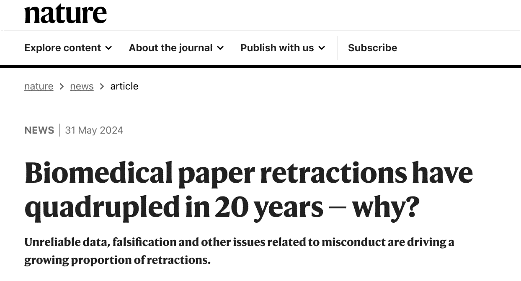 nature
Explore content About the journal Publish with us Subscribe
nature > news > article
NEWS | 31 May 2024
Biomedical paper retractions have
quadrupled in 20 years — why?
Unreliable data, falsification and other issues related to misconduct are driving a
growing proportion of retractions.